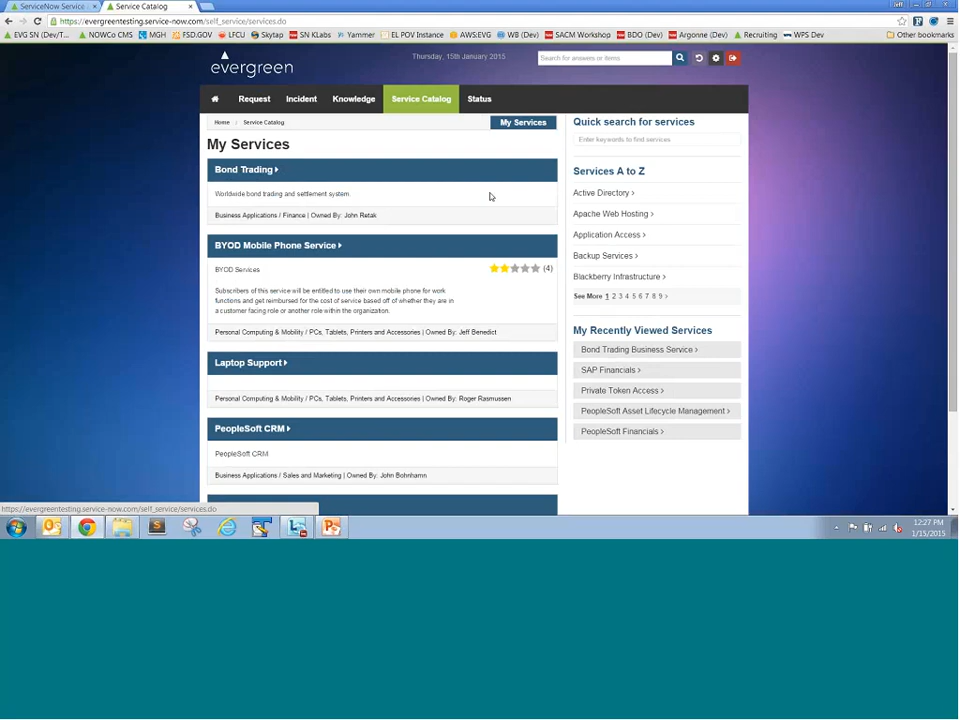 ServiceNow Service
Service Catalog
https://evergreentesting.service-now.com/self_service/services.do
EVG SN (Dev/T...
NOWCo CMS
MGH
FSD.GOV
LFCU
Skytap
SN KLabs
Yammer
EL POV Instance
AWS:EVG
WB (Dev)
SACM Workshop
BDO (Dev)
Argonne (Dev)
Recruiting
WPS Dev
Other bookmarks
evergreen
Thursday, 15th January 2015
Search for answers or items
Request
Incident
Knowledge
Service Catalog
Status
Home / Service Catalog
My Services
My Services
Bond Trading
Worldwide bond trading and settlement system.
Business Applications / Finance | Owned By: John Retak
BYOD Mobile Phone Service
BYOD Services
(4)
Subscribers of this service will be entitled to use their own mobile phone for work
functions and get reimbursed for the cost of service based off of whether they are in
a customer facing role or another role within the organization.
Personal Computing & Mobility / PCs, Tablets, Printers and Accessories | Owned By: Jeff Benedict
Laptop Support
Personal Computing & Mobility / PCs, Tablets, Printers and Accessories | Owned By: Roger Rasmussen
PeopleSoft CRM
PeopleSoft CRM
Business Applications / Sales and Marketing | Owned By: John Bohnhamn
Quick search for services
Enter keywords to find services
Services A to Z
Active Directory
Apache Web Hosting
Application Access
Backup Services
Blackberry Infrastructure
See More 1 2 3 4 5 6 7 8 9
My Recently Viewed Services
Bond Trading Business Service
SAP Financials
Private Token Access
PeopleSoft Asset Lifecycle Management
PeopleSoft Financials
https://evergreentesting.service-now.com/self_service/services.do
12:27 PM
1/15/2015